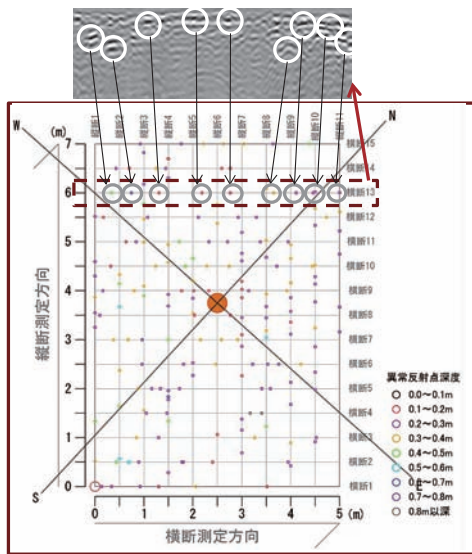 縦断1
縦断2
縦断3
縦断4
縦断5
縦断6
縦断7
縦断8
縦断9
縦断10
縦断11
W
N
(m)
7
6
5
4
3
2
1
0
縦断測定方向
横断15
横断14
横断13
横断12
横断11
横断10
横断9
横断8
横断7
横断6
横断5
横断4
横断3
横断2
横断1
S
E
0
1
2
3
4
5
(m)
横断測定方向
異常反射点深度
0.0～0.1m
0.1～0.2m
0.2～0.3m
0.3～0.4m
0.4～0.5m
0.5～0.6m
0.6～0.7m
0.7～0.8m
0.8m以深